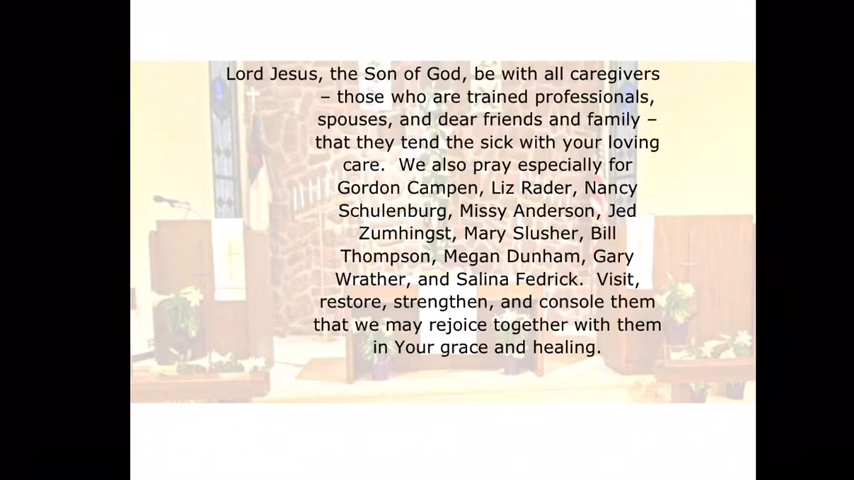 Lord Jesus, the Son of God, be with all caregivers
– those who are trained professionals,
spouses, and dear friends and family –
that they tend the sick with your loving
care.  We also pray especially for
Gordon Campen, Liz Rader, Nancy
Schulenburg, Missy Anderson, Jed
Zumhingst, Mary Slusher, Bill
Thompson, Megan Dunham, Gary
Wrather, and Salina Fedrick.  Visit,
restore, strengthen, and console them
that we may rejoice together with them
in Your grace and healing.